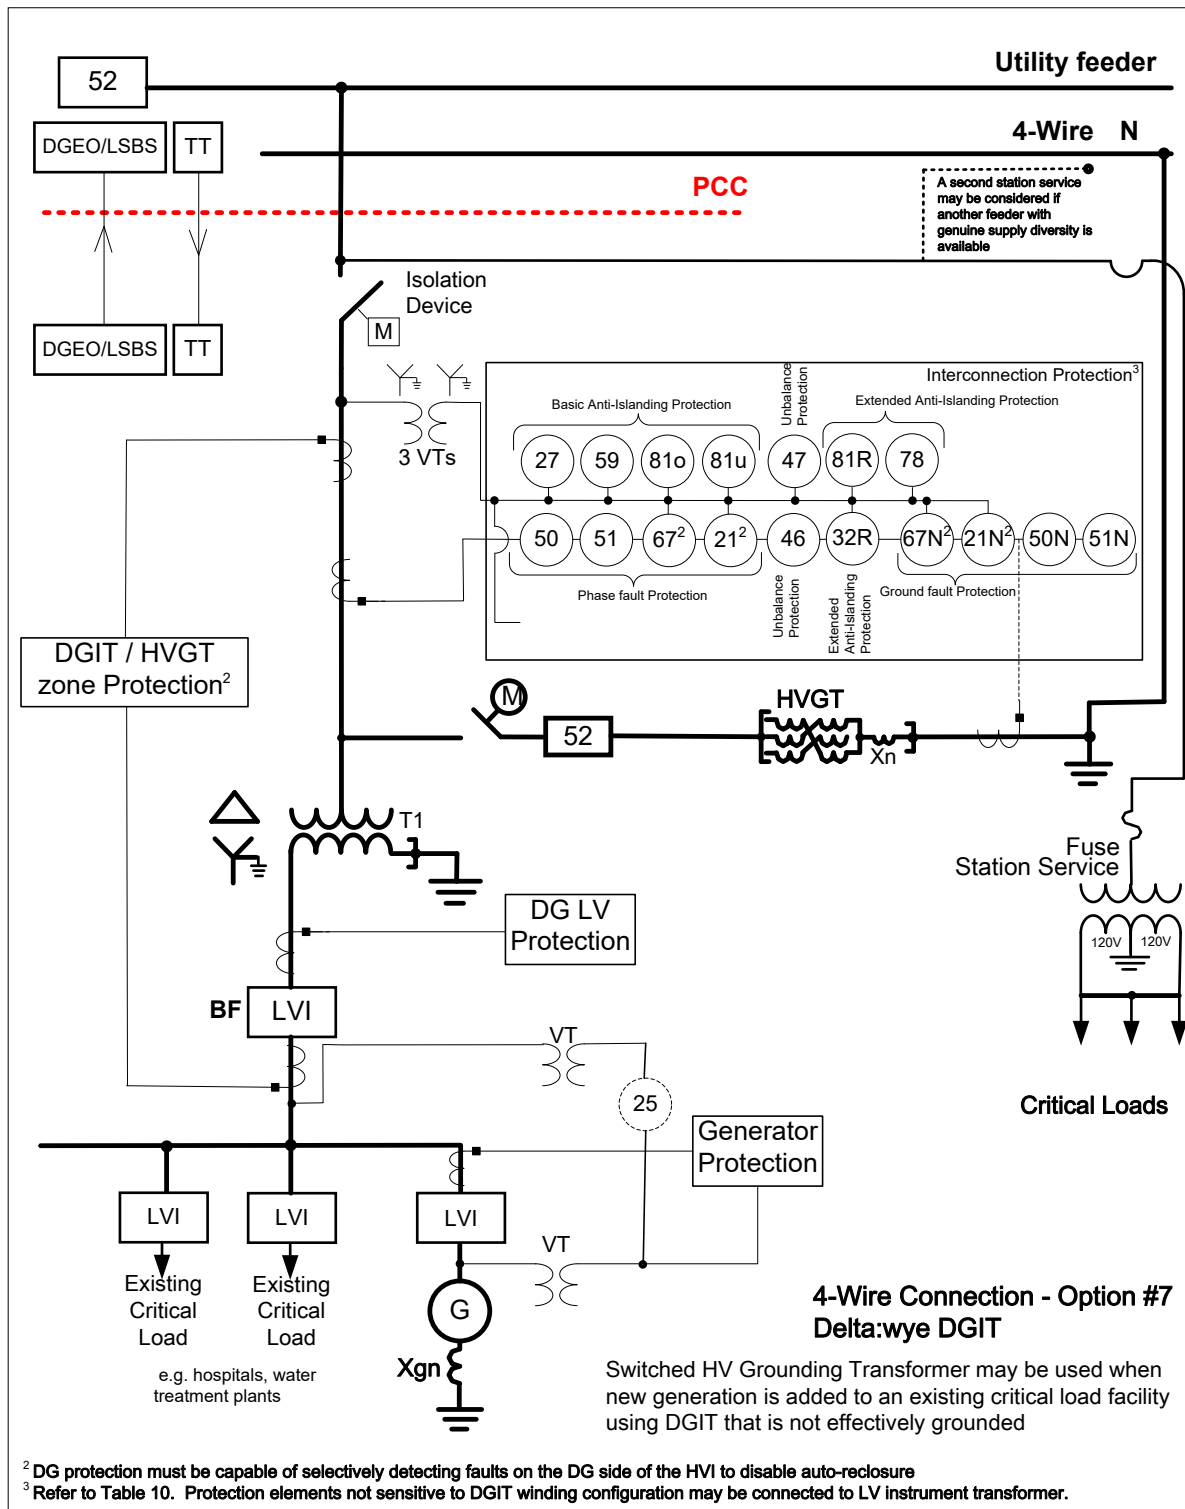 Utility feeder
52
4-Wire N
DGEO/LSBS
TT
PCC
A second station service
may be considered if
another feeder with
genuine supply diversity is
available
Isolation
Device
M
DGEO/LSBS
TT
Interconnection Protection3
Basic Anti-Islanding Protection
Unbalance
Protection
Extended Anti-Islanding Protection
3 VTs
27
59
81o
81u
47
81R
78
50
51
67²
21²
46
32R
67N²
21N²
50N
51N
Phase fault Protection
Unbalance
Protection
Extended
Anti-Islanding
Protection
Ground fault Protection
DGIT / HVGT
zone Protection²
M
52
HVGT
Xn
T1
Fuse
Station Service
120V
120V
DG LV
Protection
BF
LVI
VT
25
Critical Loads
Generator
Protection
LVI
LVI
LVI
VT
Existing
Critical
Load
Existing
Critical
Load
G
e.g. hospitals, water
treatment plants
Xgn
4-Wire Connection - Option #7
Delta:wye DGIT
Switched HV Grounding Transformer may be used when
new generation is added to an existing critical load facility
using DGIT that is not effectively grounded
² DG protection must be capable of selectively detecting faults on the DG side of the HVI to disable auto-reclosure
³ Refer to Table 10. Protection elements not sensitive to DGIT winding configuration may be connected to LV instrument transformer.